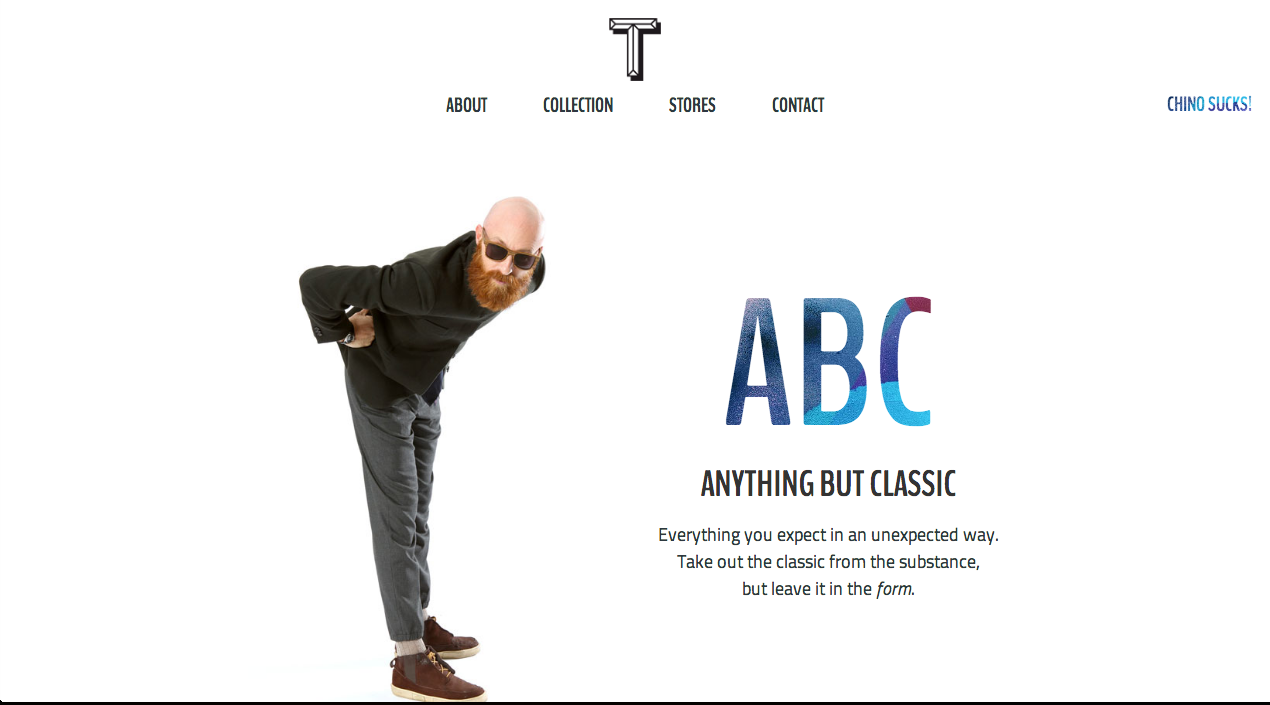 T
ABOUT COLLECTION STORES CONTACT CHINO SUCKS!
ABC
ANYTHING BUT CLASSIC
Everything you expect in an unexpected way.
Take out the classic from the substance,
but leave it in the form.